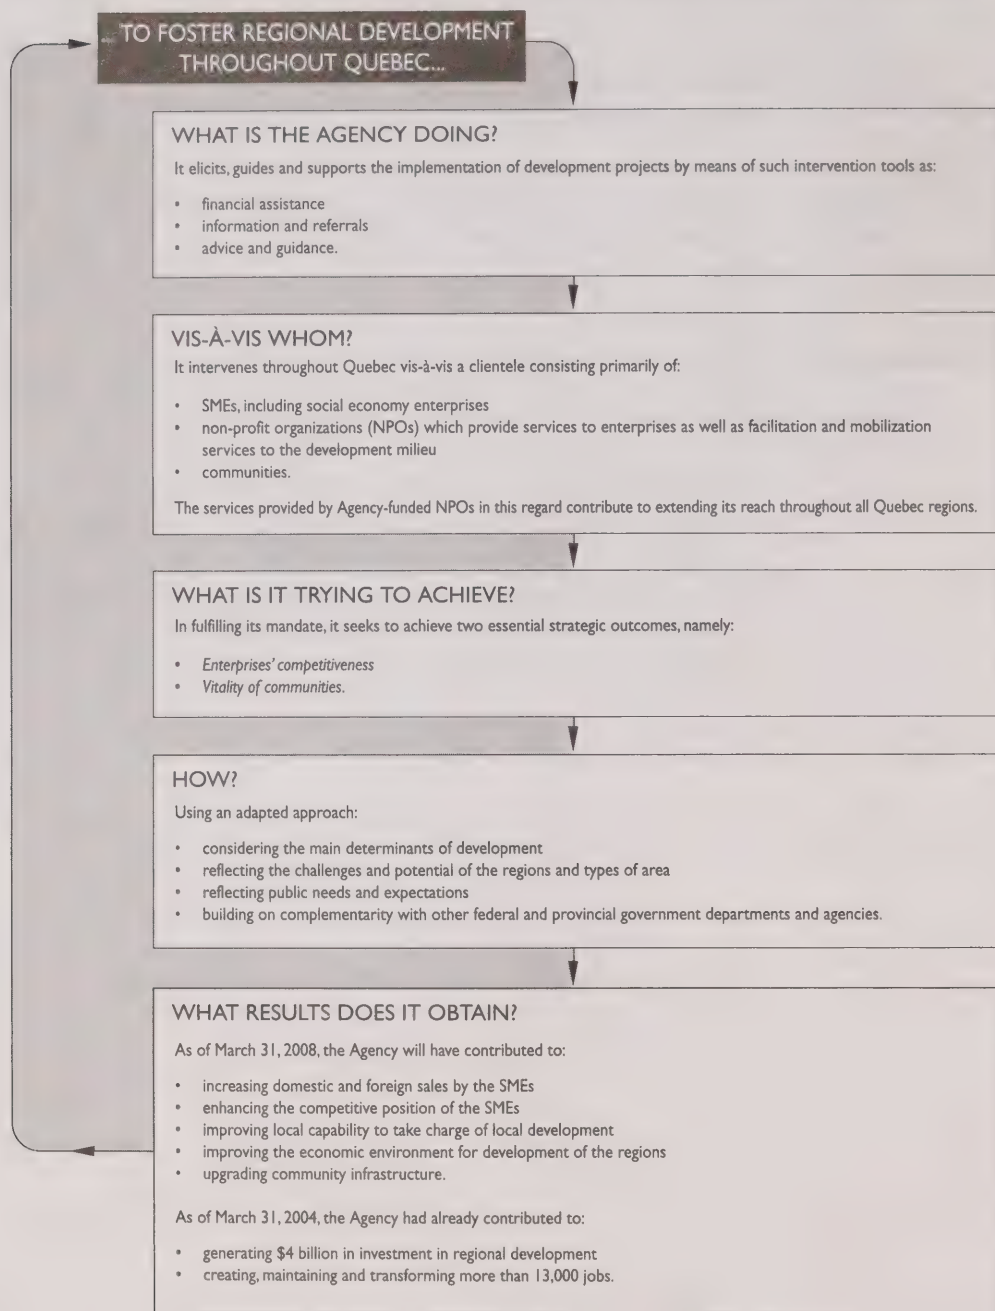 TO FOSTER REGIONAL DEVELOPMENT
THROUGHOUT QUEBEC...
WHAT IS THE AGENCY DOING?
It elicits, guides and supports the implementation of development projects by means of such intervention tools as:
• financial assistance
• information and referrals
• advice and guidance.
VIS-À-VIS WHOM?
It intervenes throughout Quebec vis-à-vis a clientele consisting primarily of:
• SMEs, including social economy enterprises
• non-profit organizations (NPOs) which provide services to enterprises as well as facilitation and mobilization
services to the development milieu
• communities.
The services provided by Agency-funded NPOs in this regard contribute to extending its reach throughout all Quebec regions.
WHAT IS IT TRYING TO ACHIEVE?
In fulfilling its mandate, it seeks to achieve two essential strategic outcomes, namely:
• Enterprises' competitiveness
• Vitality of communities.
HOW?
Using an adapted approach:
• considering the main determinants of development
• reflecting the challenges and potential of the regions and types of area
• reflecting public needs and expectations
• building on complementarity with other federal and provincial government departments and agencies.
WHAT RESULTS DOES IT OBTAIN?
As of March 31, 2008, the Agency will have contributed to:
• increasing domestic and foreign sales by the SMEs
• enhancing the competitive position of the SMEs
• improving local capability to take charge of local development
• improving the economic environment for development of the regions
• upgrading community infrastructure.
As of March 31, 2004, the Agency had already contributed to:
• generating $4 billion in investment in regional development
• creating, maintaining and transforming more than 13,000 jobs.